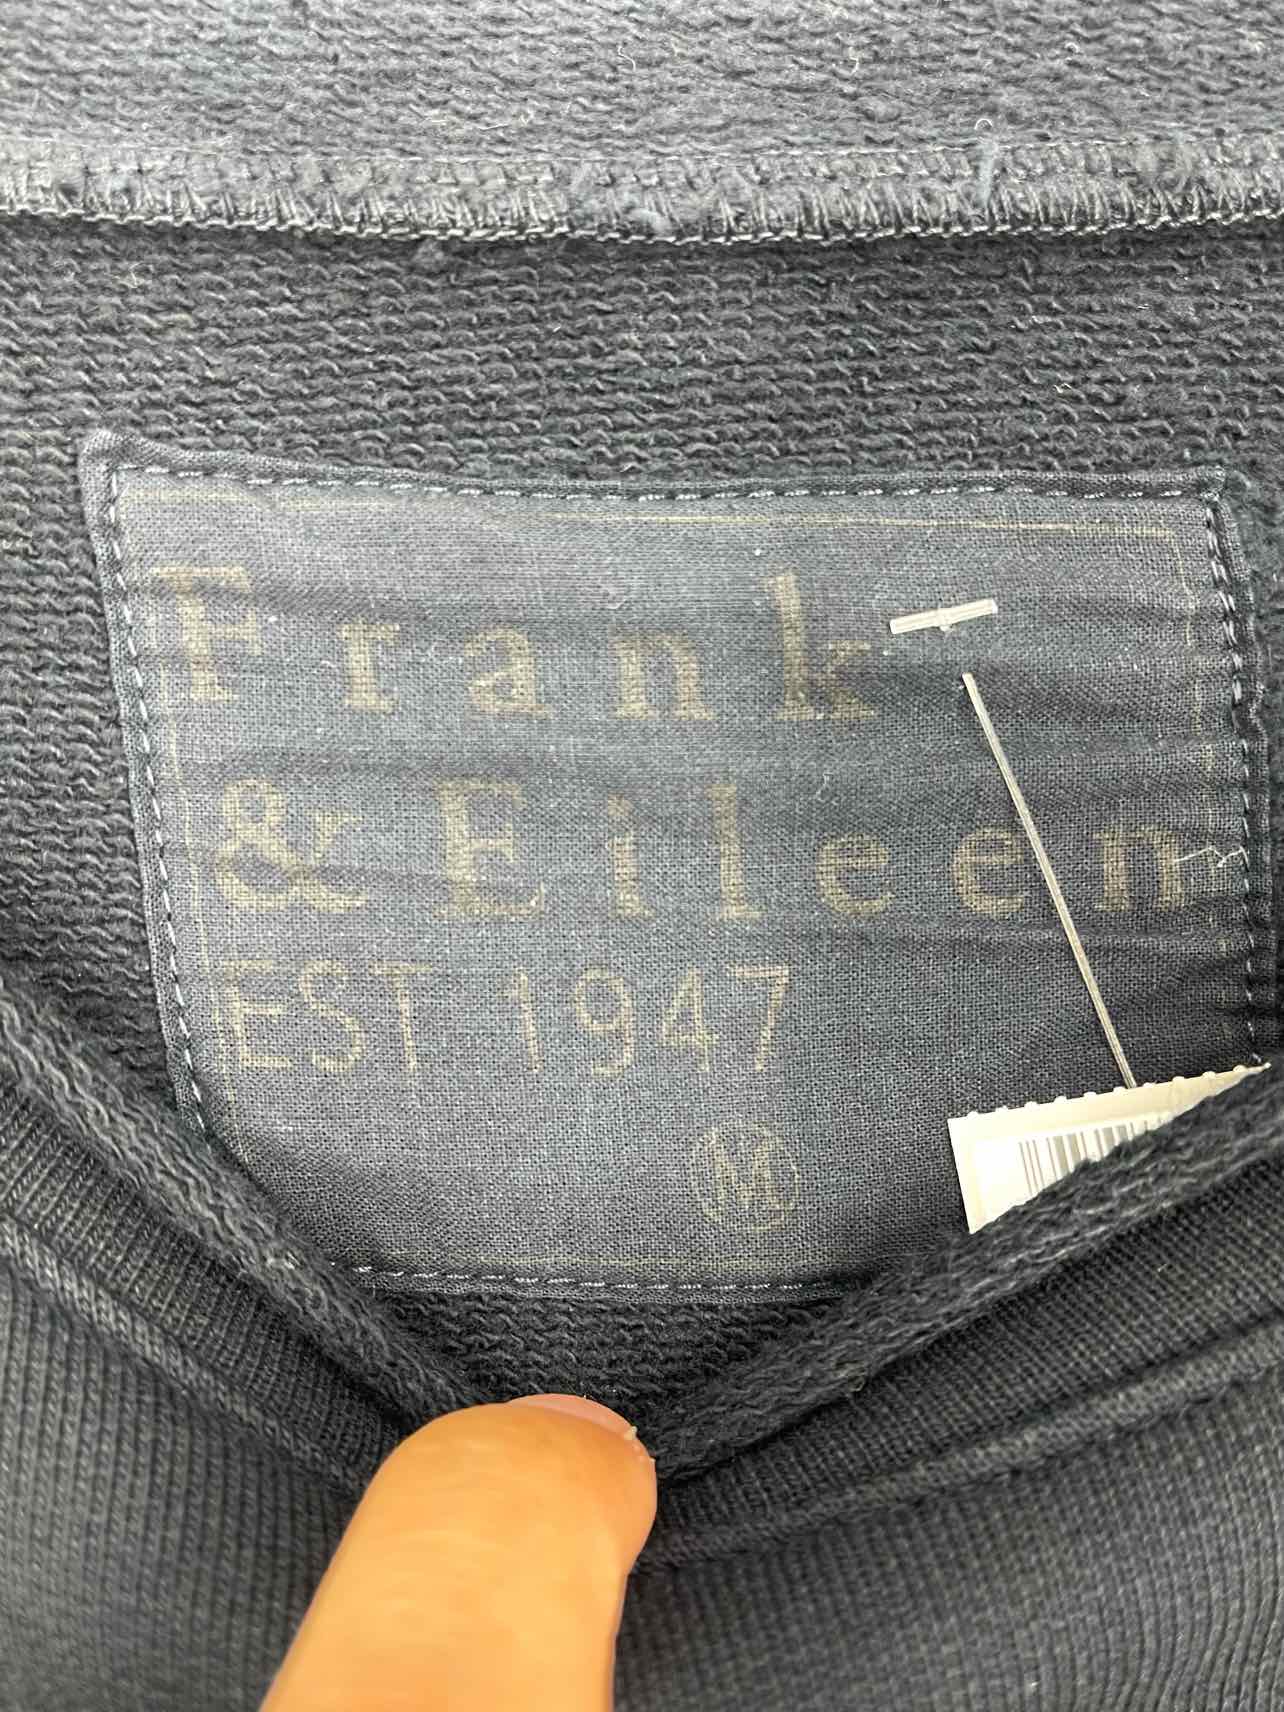 Frank
& Eileen
EST 1947
M